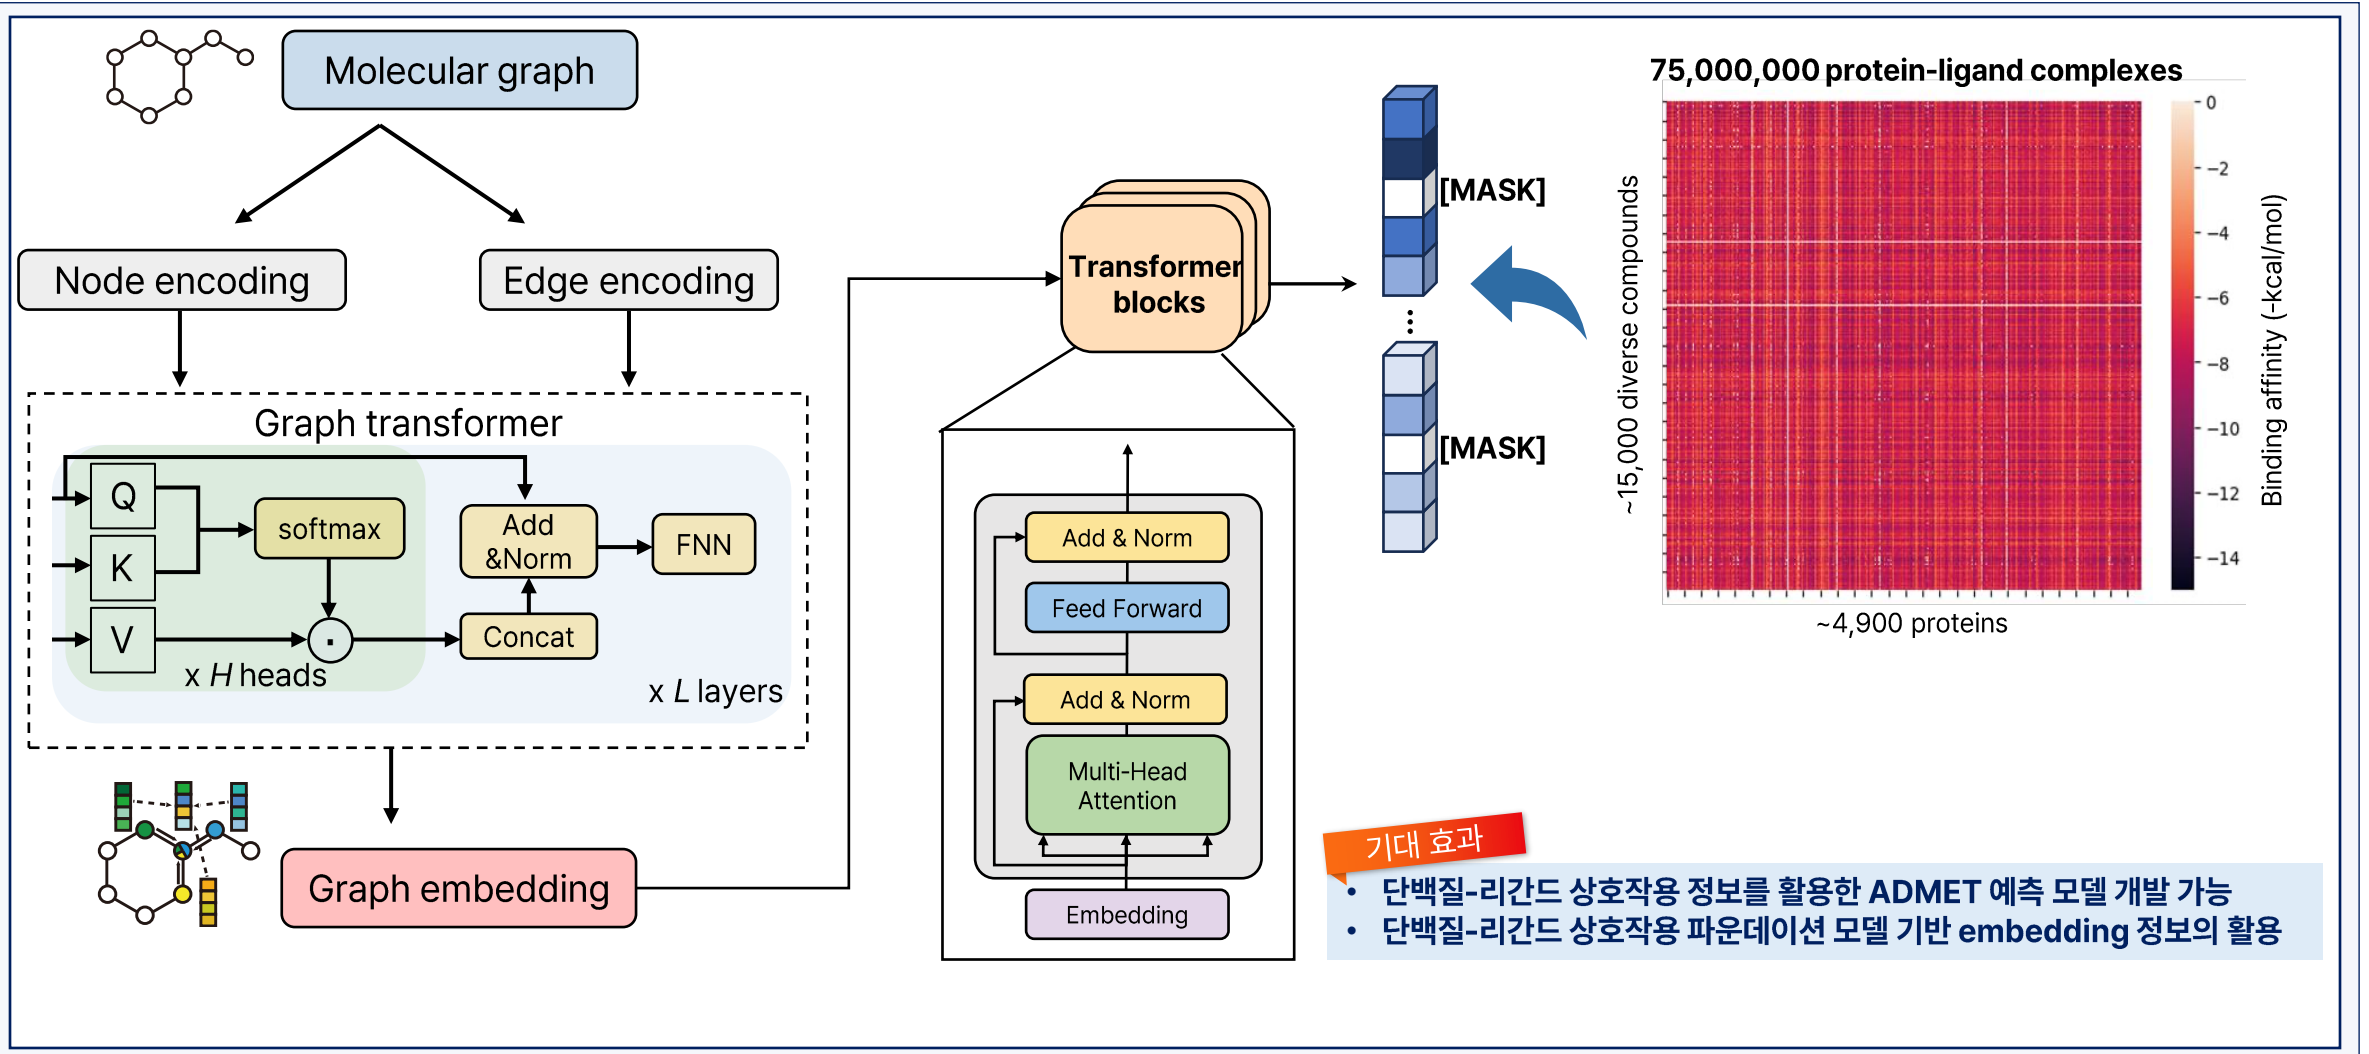 Molecular graph
Node encoding
Edge encoding
Graph transformer
Q
K
V
softmax
Add
&Norm
FNN
Concat
x H heads
x L layers
Graph embedding
Transformer
blocks
Add & Norm
Feed Forward
Add & Norm
Multi-Head
Attention
Embedding
[MASK]
[MASK]
75,000,000 protein-ligand complexes
~15,000 diverse compounds
~4,900 proteins
0
−2
−4
−6
−8
−10
−12
−14
Binding affinity (-kcal/mol)
기대 효과
• 단백질-리간드 상호작용 정보를 활용한 ADMET 예측 모델 개발 가능
• 단백질-리간드 상호작용 파운데이션 모델 기반 embedding 정보의 활용